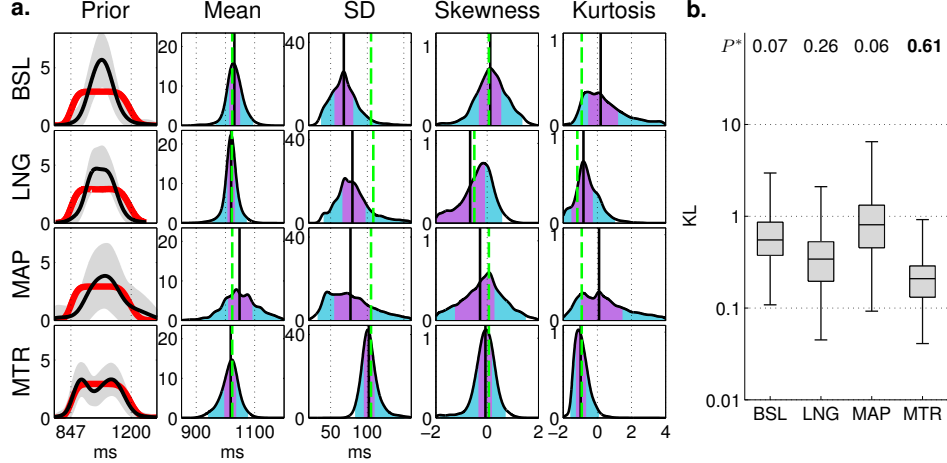 a. Prior Mean SD Skewness Kurtosis b.
BSL 5 0 20 10 0 40 0 1 0 1 0
LNG 5 0 20 10 0 40 0 1 0 1 0
MAP 5 0 20 10 0 40 0 1 0 1 0
MTR 5 0 20 10 0 40 0 1 0 1 0
847 1200 900 1100 50 100 −2 0 2 −2 0 2 4
ms ms ms
P* 0.07 0.26 0.06 0.61
10
1
0.1
0.01
KL
BSL LNG MAP MTR